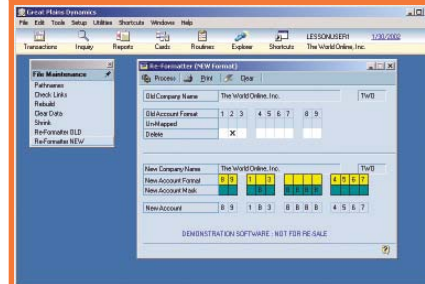 Great Plains Dynamics
File Edit Tools Setup Utilities Shortcuts Windows Help
Transactions Inquiry Reports Cards Routines Explorer Shortcuts
LESSONUSER1 1/30/2002
The World Online, Inc.
File Maintenance
Pathnames
Check Links
Rebuild
Clear Data
Shrink
Re-Formatter OLD
Re-Formatter NEW
Re-Formatter (NEW Format)
Process Print Clear
Old Company Name The World Online, Inc. TWO
Old Account Format 1 2 3 4 5 6 7 8 9
Un-Mapped
Delete X
New Company Name The World Online, Inc. TWO
New Account Format 8 9 1 3 4 5 6 7
New Account Mask
New Account 8 9 1 B 3 B B B B 4 5 6 7
DEMONSTRATION SOFTWARE : NOT FOR RE-SALE